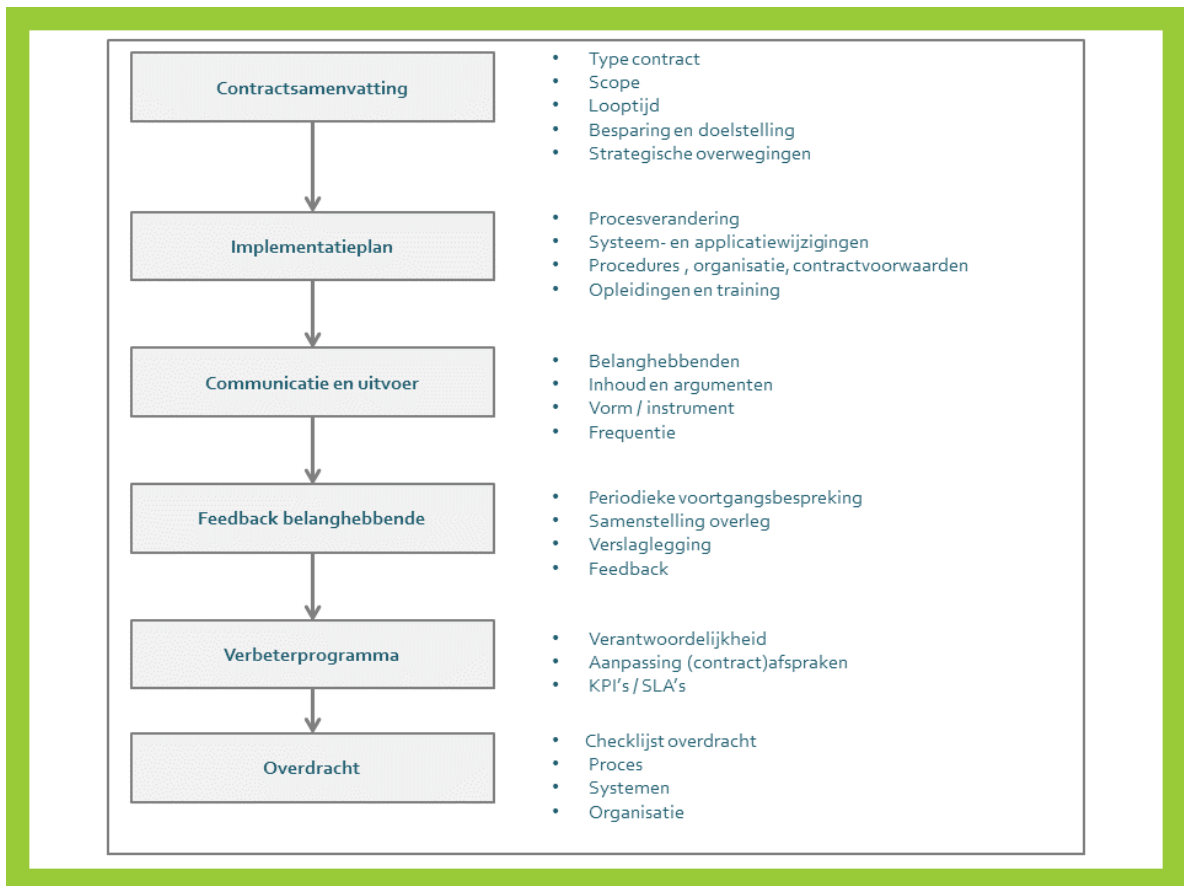 Contractsamenvatting
• Type contract
• Scope
• Looptijd
• Besparing en doelstelling
• Strategische overwegingen
Implementatieplan
• Procesverandering
• Systeem- en applicatiewijzigingen
• Procedures , organisatie, contractvoorwaarden
• Opleidingen en training
Communicatie en uitvoer
• Belanghebbenden
• Inhoud en argumenten
• Vorm / instrument
• Frequentie
Feedback belanghebbende
• Periodieke voortgangsbespreking
• Samenstelling overleg
• Verslaglegging
• Feedback
Verbeterprogramma
• Verantwoordelijkheid
• Aanpassing (contract)afspraken
• KPI’s / SLA’s
Overdracht
• Checklijst overdracht
• Proces
• Systemen
• Organisatie